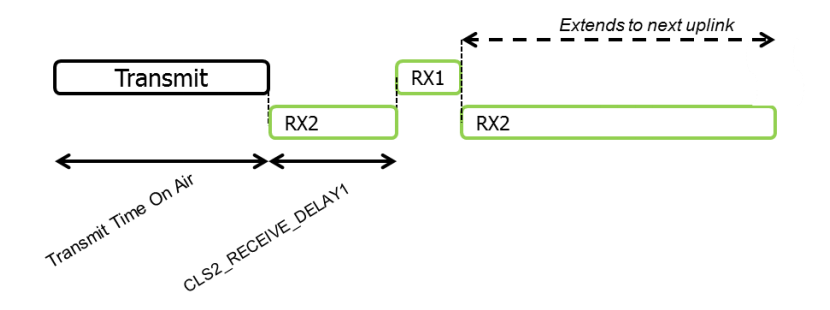 Extends to next uplink
Transmit
RX1
RX2
RX2
Transmit Time On Air
CLS2_RECEIVE_DELAY1